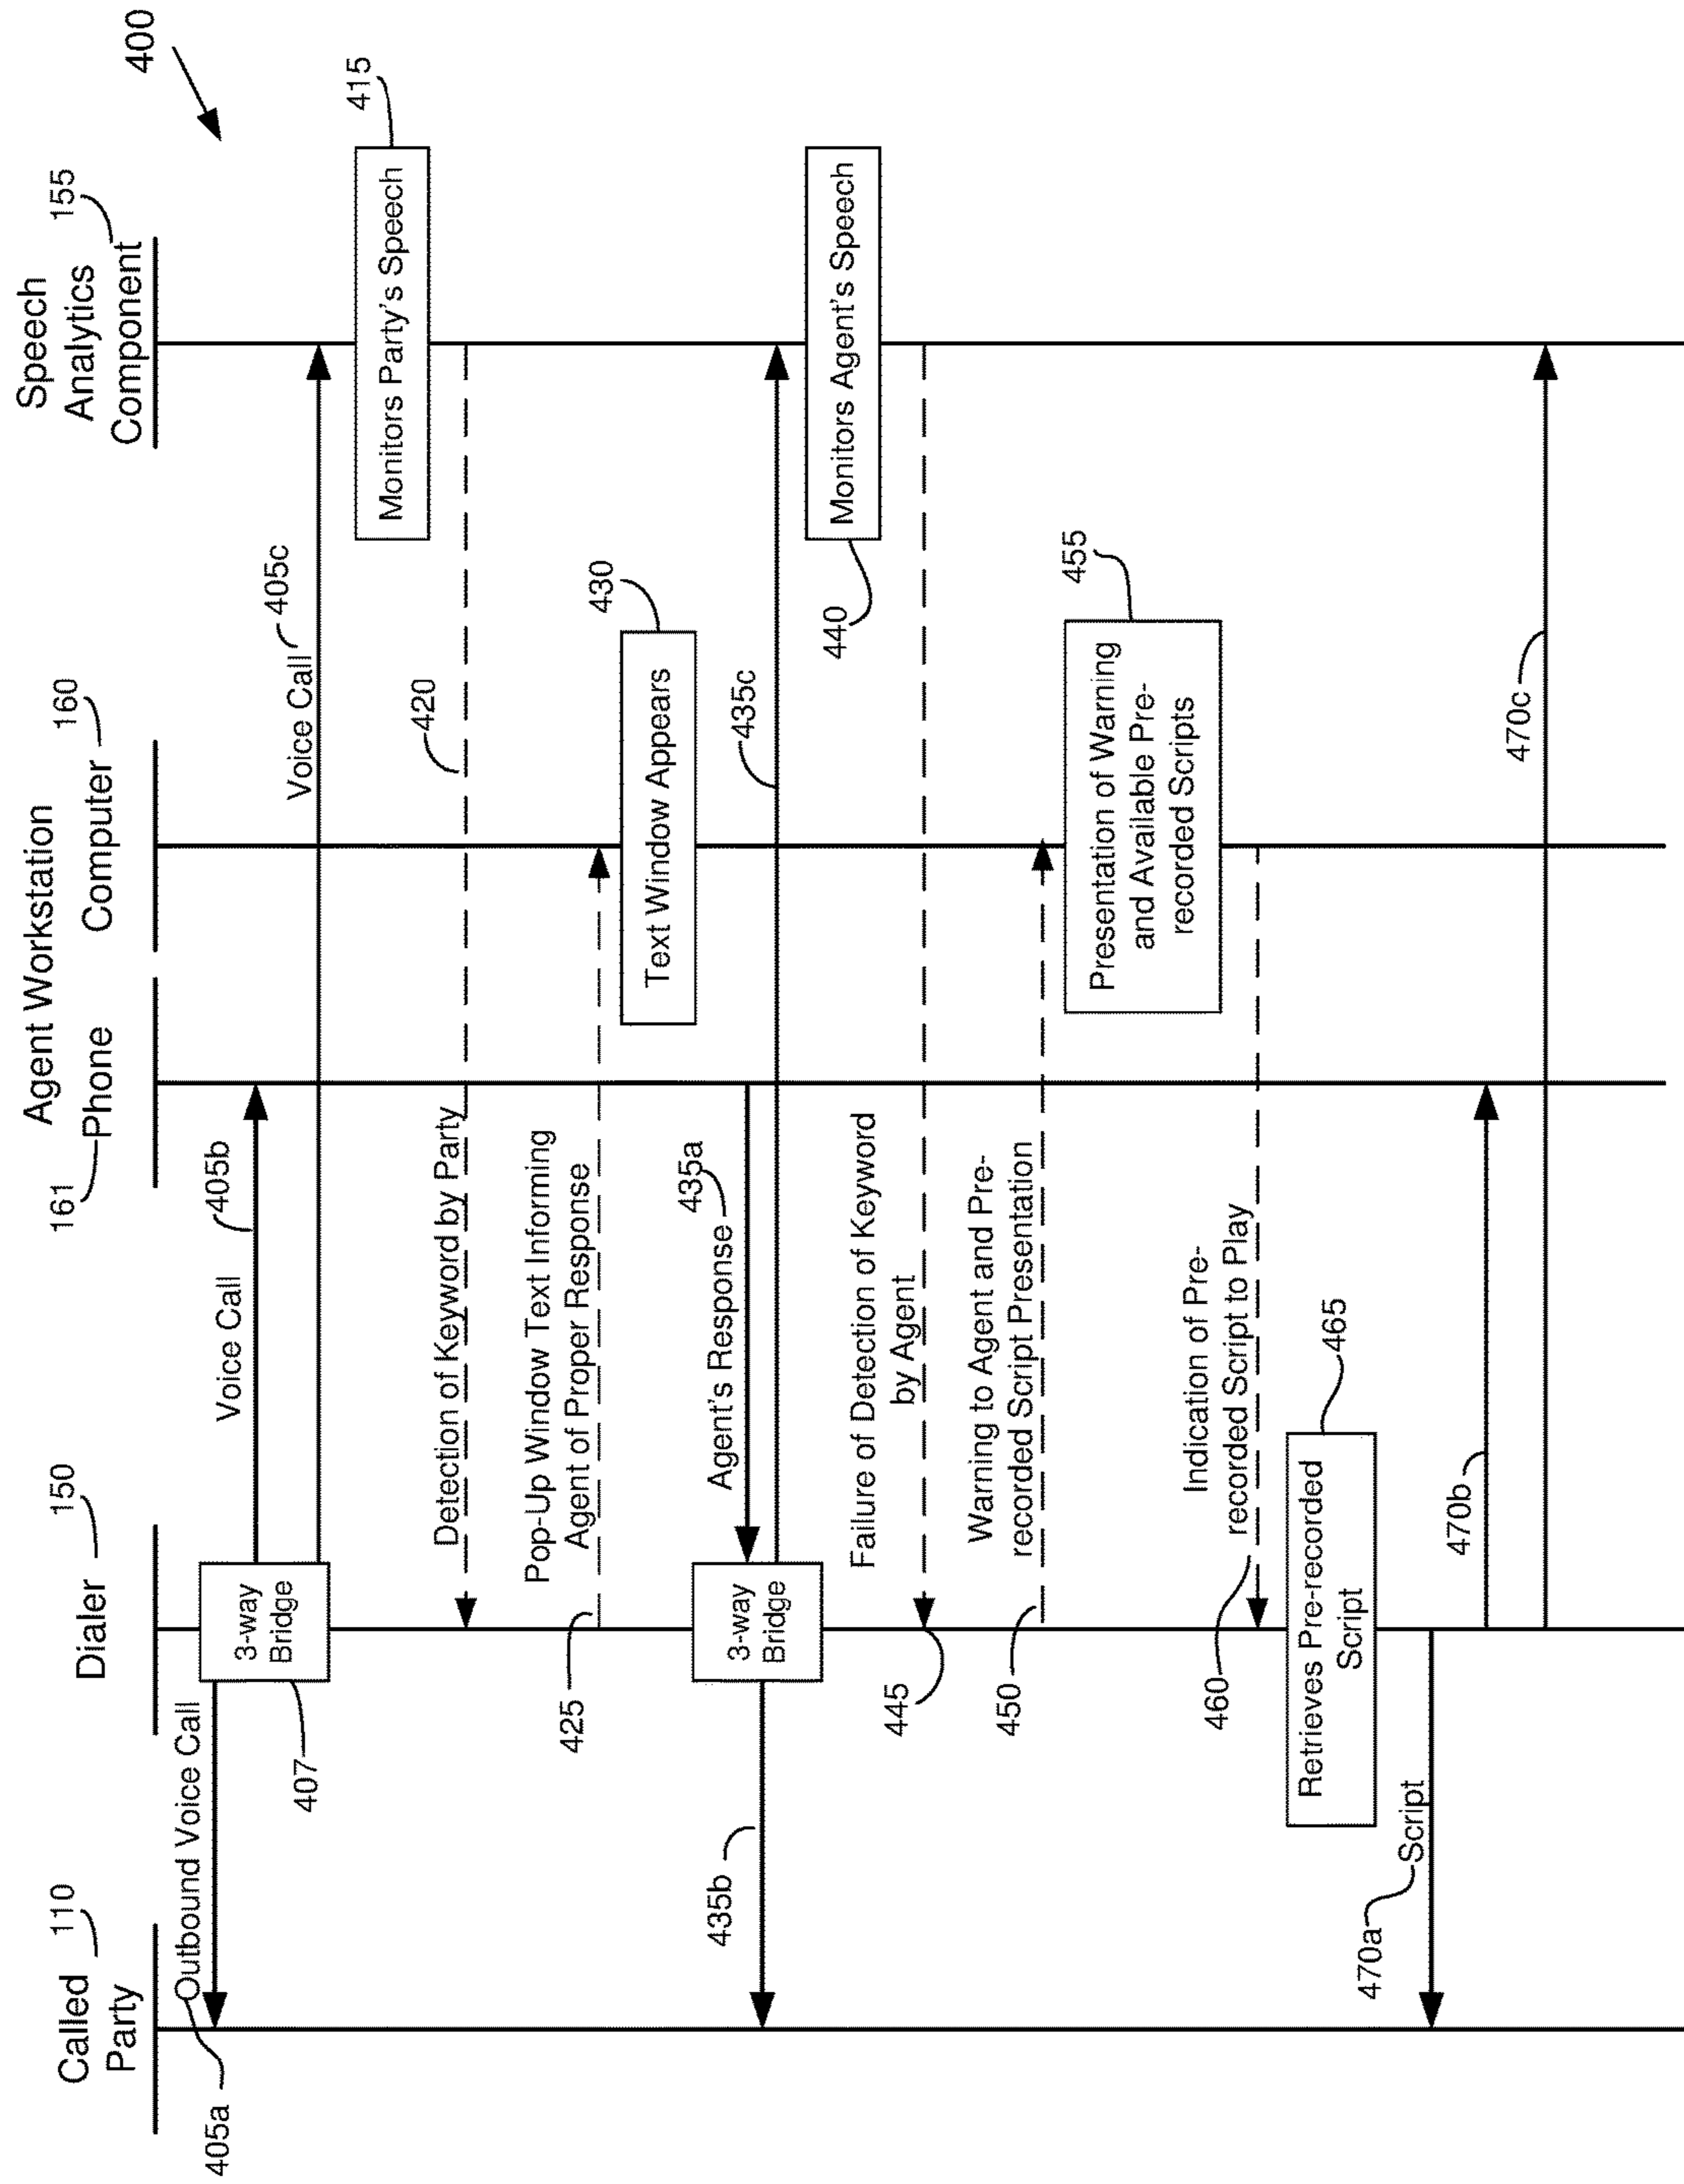 400
Called
Party
110
Dialer
150
Agent Workstation
161
Phone
Computer
160
Speech
Analytics
Component
155
405a
Outbound Voice Call
3-way
Bridge
407
Voice Call
405b
Voice Call
405c
415
Monitors Party's Speech
Detection of Keyword by Party
420
425
Pop-Up Window Text Informing
Agent of Proper Response
430
Text Window Appears
435b
3-way
Bridge
Agent's Response
435a
435c
440
Monitors Agent's Speech
445
Failure of Detection of Keyword
by Agent
450
Warning to Agent and Pre-
recorded Script Presentation
455
Presentation of Warning
and Available Pre-
recorded Scripts
460
Indication of Pre-
recorded Script to Play
465
Retrieves Pre-recorded
Script
470a
Script
470b
470c